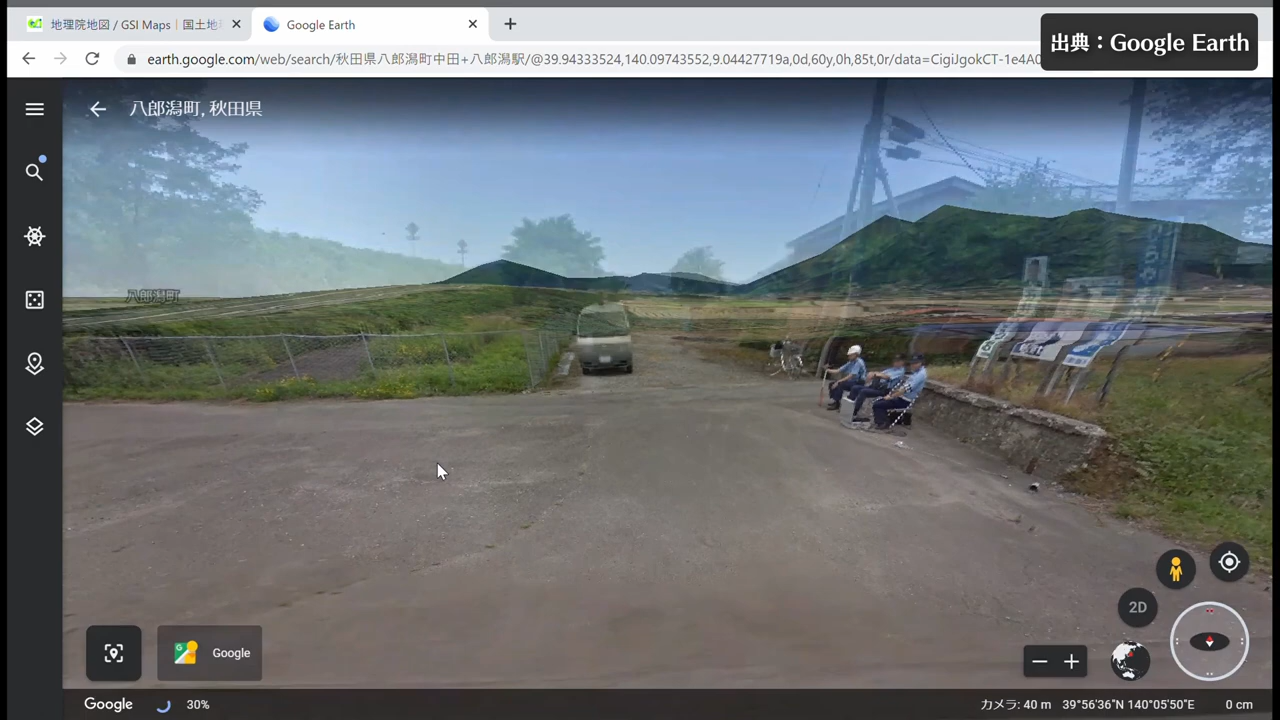 地理院地図 / GSI Maps｜国土地
Google Earth
出典：Google Earth
earth.google.com/web/search/秋田県八郎潟町中田+八郎潟駅/@39.94333524,140.09743552,9.04427719a,0d,60y,0h,85t,0r/data=CigiJgokCT-1e4A0
八郎潟町, 秋田県
八郎潟町
2D
Google
Google
30%
カメラ: 40 m 39°56'36"N 140°05'50"E 0 cm